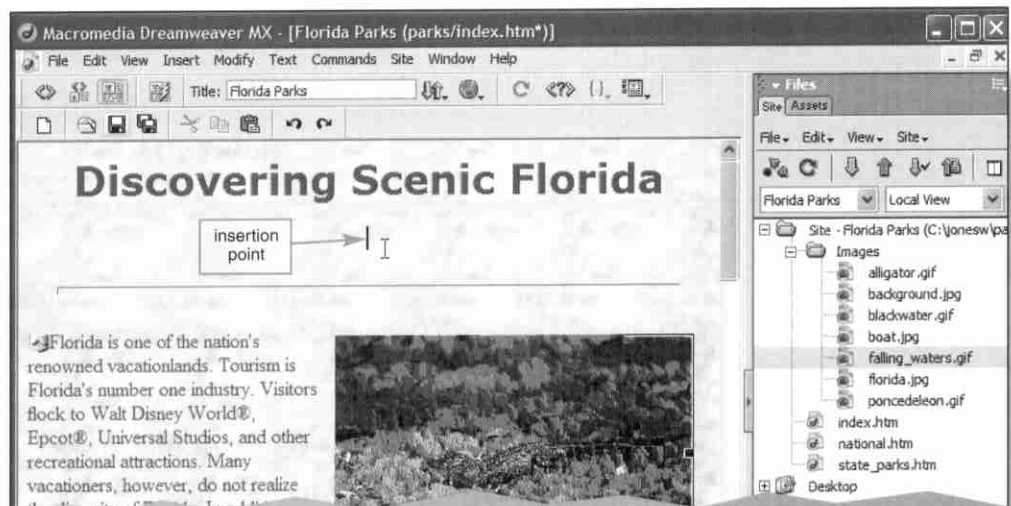 Macromedia Dreamweaver MX - [Florida Parks (parks/index.htm*)]
File Edit View Insert Modify Text Commands Site Window Help
Title: Florida Parks
Discovering Scenic Florida
insertion
point
Florida is one of the nation's
renowned vacationlands. Tourism is
Florida's number one industry. Visitors
flock to Walt Disney World®,
Epcot®, Universal Studios, and other
recreational attractions. Many
vacationers, however, do not realize
Files
Site Assets
File Edit View Site
Florida Parks Local View
Site - Florida Parks (C:\jonesw\pa
Images
alligator.gif
background.jpg
blackwater.gif
boat.jpg
falling_waters.gif
florida.jpg
poncedeleon.gif
index.htm
national.htm
state_parks.htm
Desktop